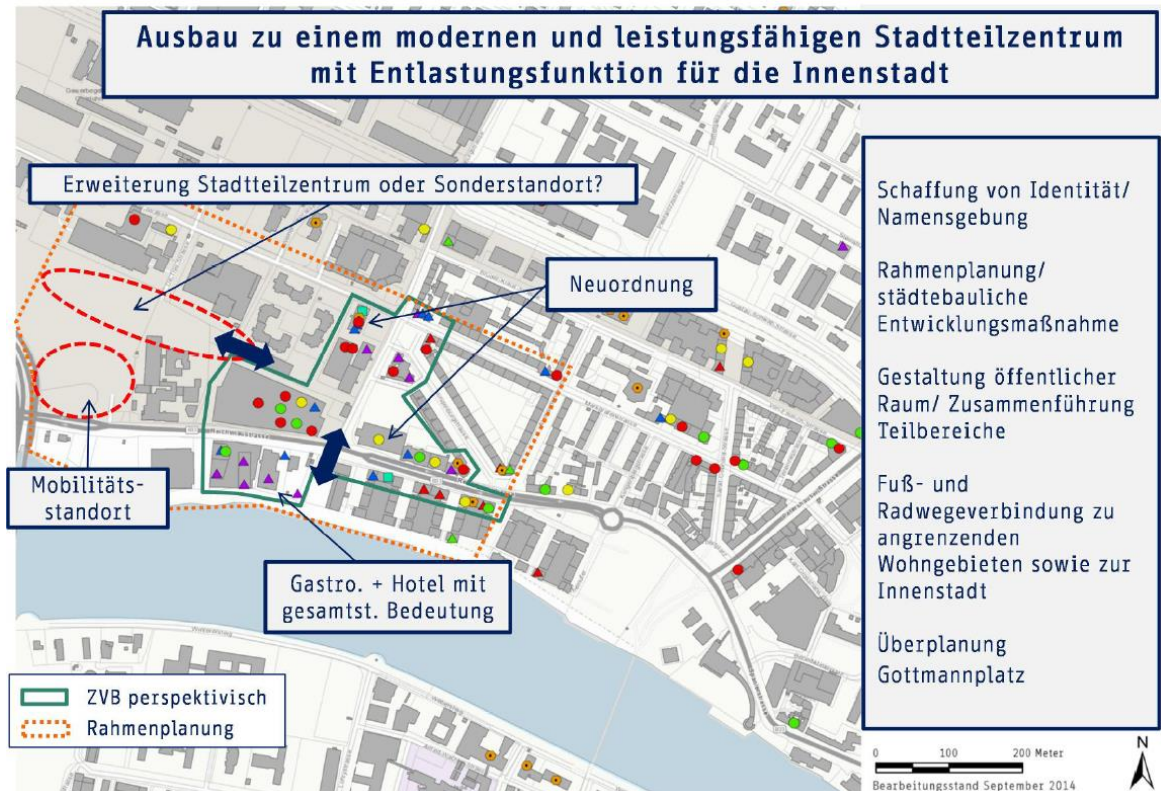 Ausbau zu einem modernen und leistungsfähigen Stadtteilzentrum
mit Entlastungsfunktion für die Innenstadt
Erweiterung Stadtteilzentrum oder Sonderstandort?
Neuordnung
Mobilitäts-
standort
Gastro. + Hotel mit
gesamtst. Bedeutung
ZVB perspektivisch
Rahmenplanung
Schaffung von Identität/
Namensgebung
Rahmenplanung/
städtebauliche
Entwicklungsmaßnahme
Gestaltung öffentlicher
Raum/ Zusammenführung
Teilbereiche
Fuß- und
Radwegeverbindung zu
angrenzenden
Wohngebieten sowie zur
Innenstadt
Überplanung
Gottmannplatz
0 100 200 Meter
N
Bearbeitungsstand September 2014